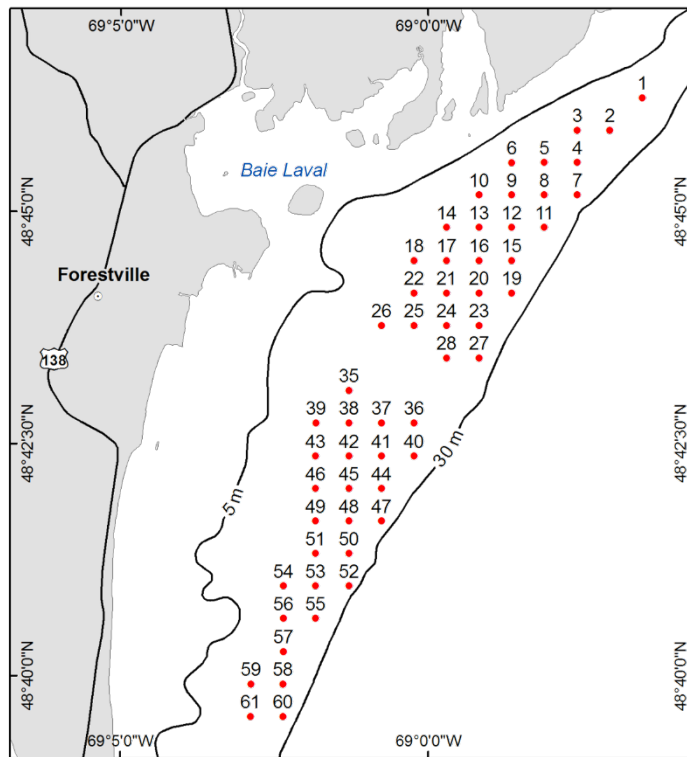 69°5'0"W 69°0'0"W
1
3 2
6 5 4
Baie Laval
10 9 8 7
48°45'0"N 48°45'0"N
14 13 12 11
18 17 16 15
Forestville
22 21 20 19
26 25 24 23
138
28 27
35
39 38 37 36
48°42'30"N 48°42'30"N
43 42 41 40
30 m
46 45 44
5 m
49 48 47
51 50
54 53 52
56 55
57
48°40'0"N 48°40'0"N
59 58
61 60
69°5'0"W 69°0'0"W